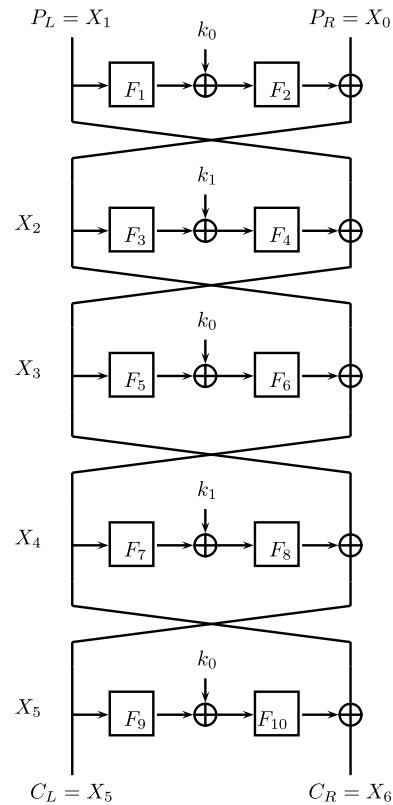 P_L = X_1 P_R = X_0
k_0
F_1 F_2
k_1
X_2 F_3 F_4
k_0
X_3 F_5 F_6
k_1
X_4 F_7 F_8
k_0
X_5 F_9 F_10
C_L = X_5 C_R = X_6